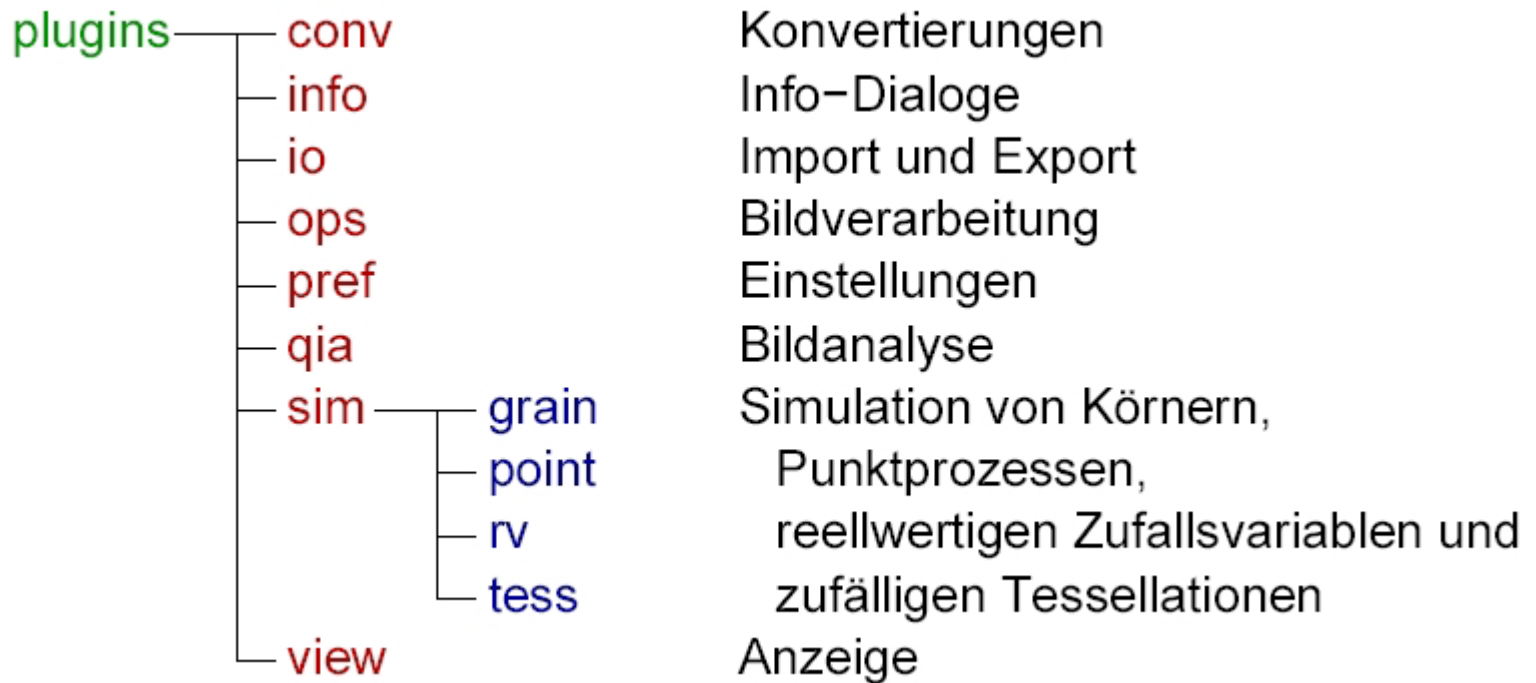 plugins conv Konvertierungen
info Info−Dialoge
io Import und Export
ops Bildverarbeitung
pref Einstellungen
qia Bildanalyse
sim grain Simulation von Körnern,
point Punktprozessen,
rv reellwertigen Zufallsvariablen und
tess zufälligen Tessellationen
view Anzeige